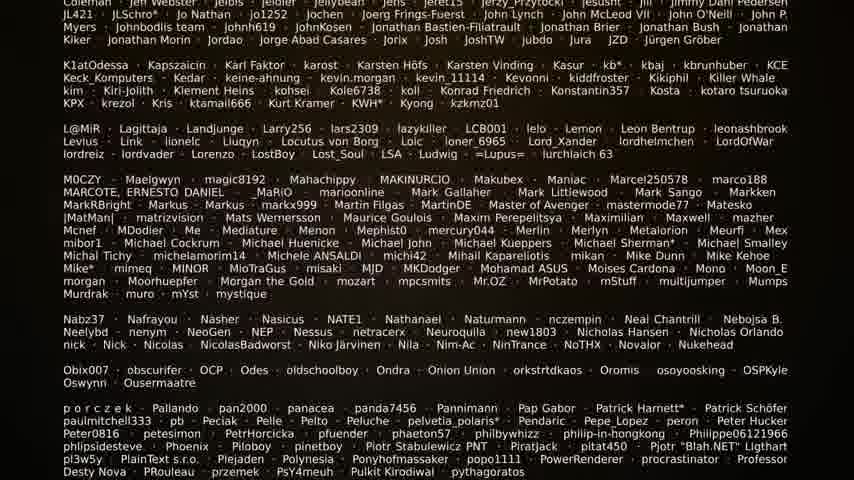 Coleman · Jeff Webster · Jelbis · jeldler · Jellybean · Jens · jeret15 · Jerzy_Przytocki · jesusht · Jill · Jimmy Dahl Pedersen
JL421 · JLSchro* · Jo Nathan · Jo1252 · Jochen · Joerg Frings-Fuerst · John Lynch · John McLeod VII · John O'Neill · John P.
Myers · Johnbodlis team · johnh619 · JohnKosen · Jonathan Bastien-Filiatrault · Jonathan Brier · Jonathan Bush · Jonathan
Kiker · Jonathan Morin · Jordao · Jorge Abad Casares · Jorix · Josh · JoshTW · jubdo · Jura · JZD · Jürgen Gröber
K1atOdessa · Kapszaicin · Karl Faktor · karost · Karsten Höfs · Karsten Vinding · Kasur · kb* · kbaj · kbrunhuber · KCE
Keck_Komputers · Kedar · keine-ahnung · kevin.morgan · kevin_11114 · Kevonni · kiddfroster · Kikiphil · Killer Whale
kim · Kiri-Jolith · Klement Heins · kohsei · Kole6738 · koll · Konrad Friedrich · Konstantin357 · Kosta · kotaro tsuruoka
KPX · krezol · Kris · ktamail666 · Kurt Kramer · KWH* · Kyong · kzkmz01
L@MiR · Lagittaja · Landjunge · Larry256 · lars2309 · lazykiller · LCB001 · lelo · Lemon · Leon Bentrup · leonashbrook
Levius · Link · lionelc · Liuqyn · Locutus von Borg · Loic · loner_6965 · Lord_Xander · lordhelmchen · LordOfWar
lordreiz · lordvader · Lorenzo · LostBoy · Lost_Soul · LSA · Ludwig · =Lupus= · lurchiaich 63
M0CZY · Maelgwyn · magic8192 · Mahachippy · MAKINURCIO · Makubex · Maniac · Marcel250578 · marco188
MARCOTE, ERNESTO DANIEL · _MaRiO · marioonline · Mark Gallaher · Mark Littlewood · Mark Sango · Markken
MarkRBright · Markus · Markus · markx999 · Martin Filgas · MartinDE · Master of Avenger · mastermode77 · Matesko
|MatMan| · matrizvision · Mats Wernersson · Maurice Goulois · Maxim Perepelitsya · Maximilian · Maxwell · mazher
Mcnef · MDodier · Me · Mediature · Menon · Mephist0 · mercury044 · Merlin · Merlyn · Metalorion · Meurfi · Mex
mibor1 · Michael Cockrum · Michael Huenicke · Michael John · Michael Kueppers · Michael Sherman* · Michael Smalley
Michal Tichy · michelamorim14 · Michele ANSALDI · michi42 · Mihail Kapareliotis · mikan · Mike Dunn · Mike Kehoe
Mike* · mimeq · MINOR · MioTraGus · misaki · MJD · MKDodger · Mohamad ASUS · Moises Cardona · Mono · Moon_E
morgan · Moorhuepfer · Morgan the Gold · mozart · mpcsmits · Mr.OZ · MrPotato · mStuff · multijumper · Mumps
Murdrak · muro · mYst · mystique
Nabz37 · Nafrayou · Nasher · Nasicus · NATE1 · Nathanael · Naturmann · nczempin · Neal Chantrill · Nebojsa B.
Neelybd · nenym · NeoGen · NEP · Nessus · netracerx · Neuroquila · new1803 · Nicholas Hansen · Nicholas Orlando
nick · Nick · Nicolas · NicolasBadworst · Niko Järvinen · Nila · Nim-Ac · NinTrance · NoTHX · Novalor · Nukehead
Obix007 · obscurifer · OCP · Odes · oldschoolboy · Ondra · Onion Union · orkstrtdkaos · Oromis · osoyoosking · OSPKyle
Oswynn · Ousermaatre
p o r c z e k · Pallando · pan2000 · panacea · panda7456 · Pannimann · Pap Gabor · Patrick Harnett* · Patrick Schöfer
paulmitchell333 · pb · Peciak · Pelle · Pelto · Peluche · pelvetia_polaris* · Pendaric · Pepe_Lopez · peron · Peter Hucker
Peter0816 · petesimon · PetrHorcicka · pfuender · phaeton57 · philbywhizz · philip-in-hongkong · Philippe06121966
phlipsidesteve · Phoenix · Piloboy · pinetboy · Piotr Stabulewicz PNT · PiratJack · pitat450 · Pjotr "Blah.NET" Ligthart
pl3w5y · PlainText s.r.o. · Plejaden · Polynesia · Ponyhofmassaker · popo1111 · PowerRenderer · procrastinator · Professor
Desty Nova · PRouleau · przemek · PsY4meuh · Pulkit Kirodiwal · pythagoratos